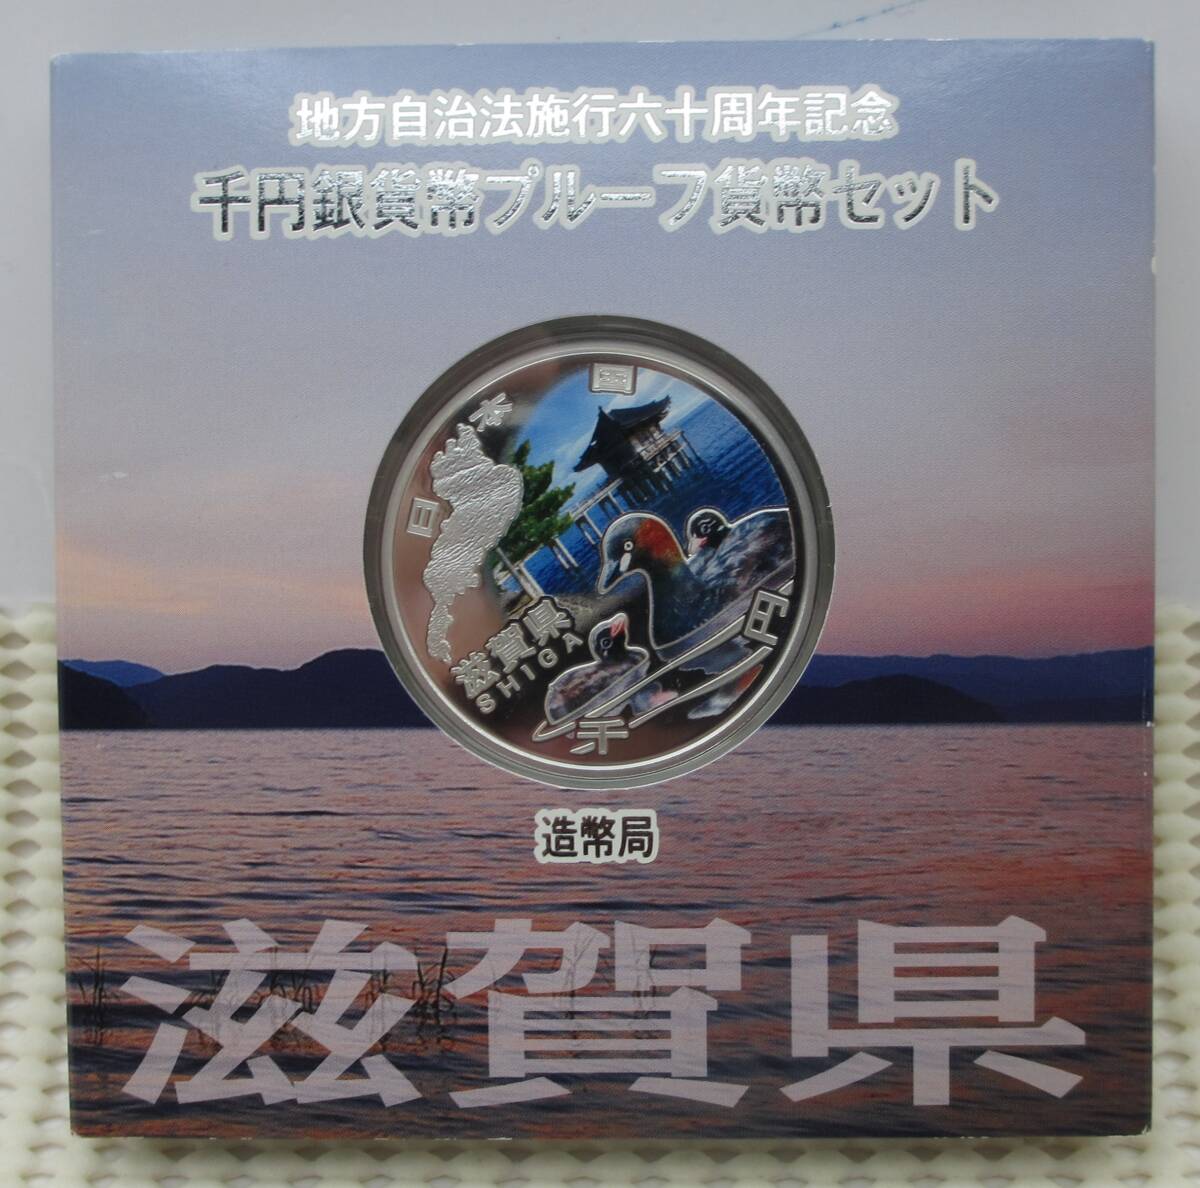 地方自治法施行六十周年記念
千円銀貨幣プルーフ貨幣セット
日本国
滋賀県
SHIGA
千円
造幣局
滋賀県